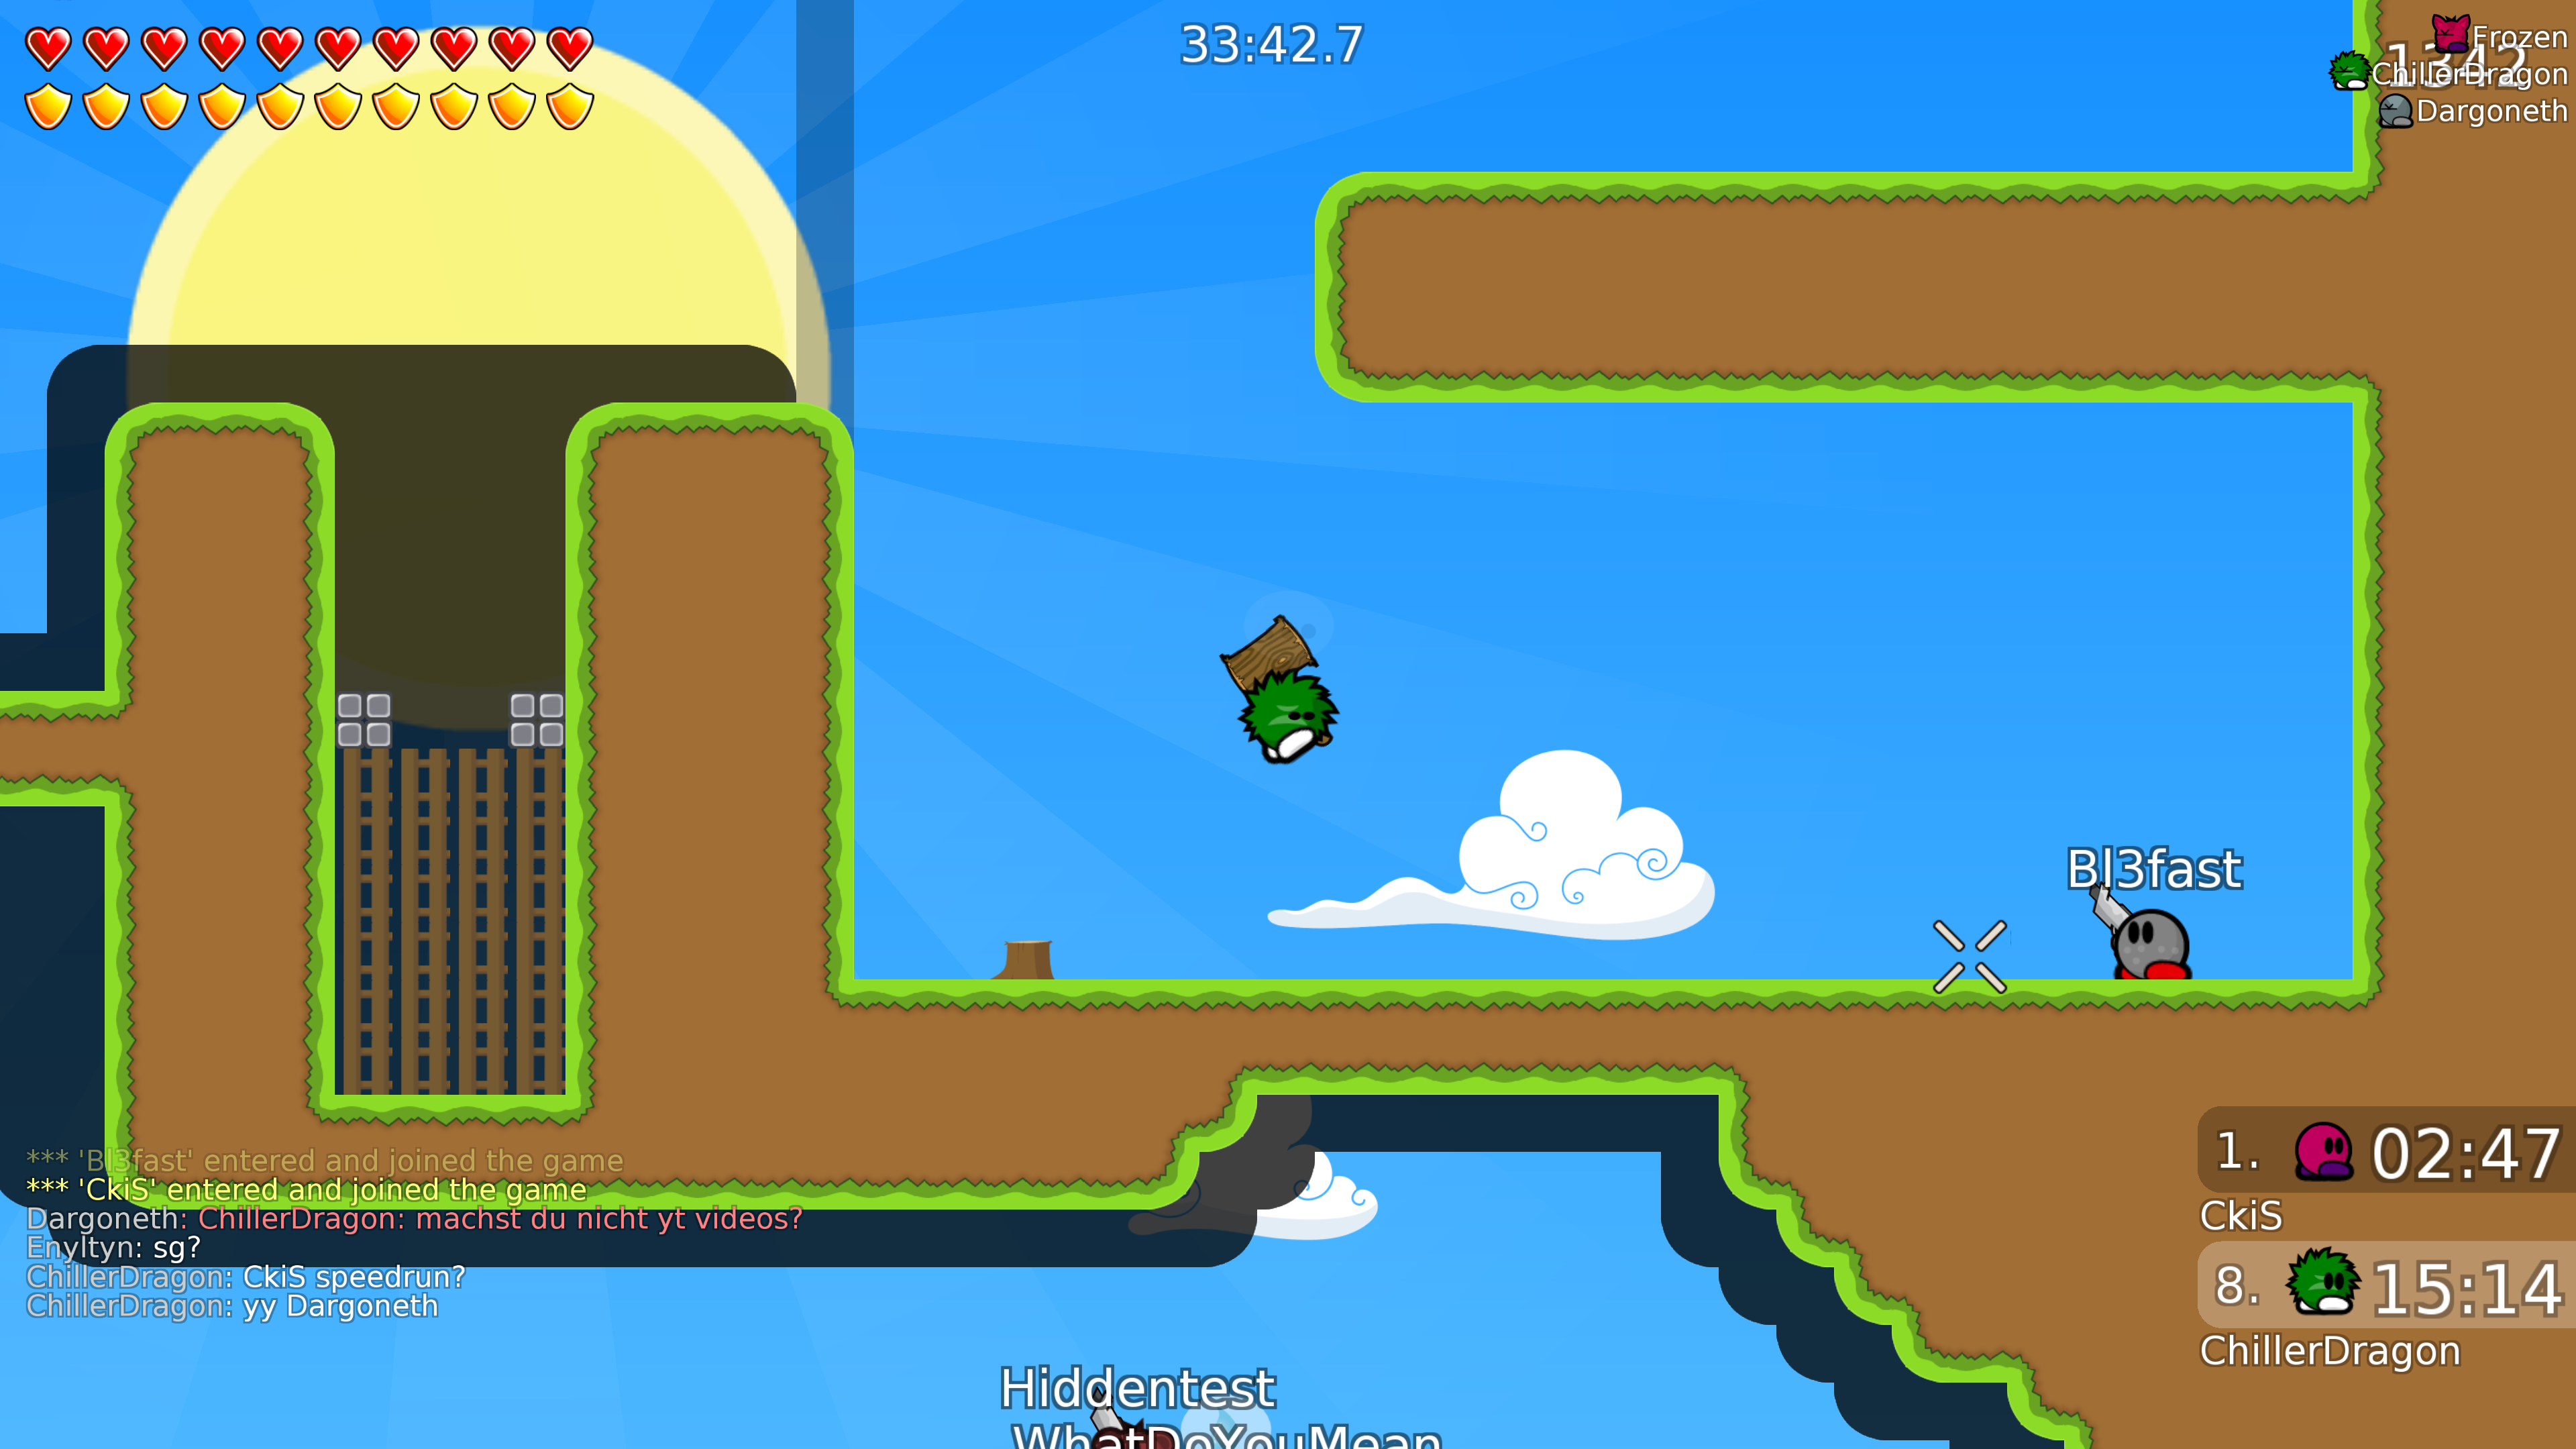 33:42.7
Frozen
1342
ChillerDragon
Dargoneth
Bl3fast
*** 'Bl3fast' entered and joined the game
*** 'CkiS' entered and joined the game
Dargoneth: ChillerDragon: machst du nicht yt videos?
Enyltyn: sg?
ChillerDragon: CkiS speedrun?
ChillerDragon: yy Dargoneth
1. 02:47
CkiS
8. 15:14
ChillerDragon
Hiddentest
WhatDoYouMean